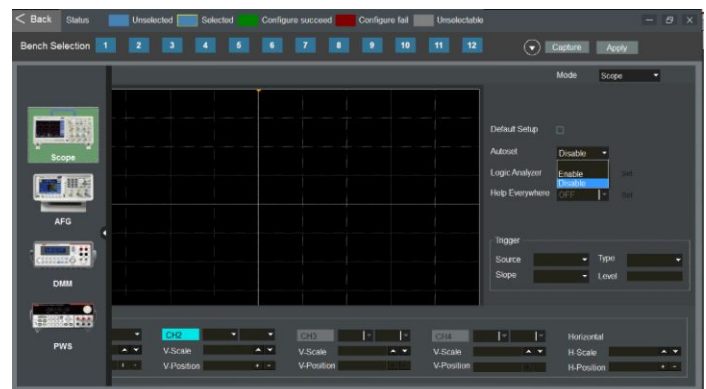 < Back Status Unselected Selected Configure succeed Configure fail Unselectable
Bench Selection 1 2 3 4 5 6 7 8 9 10 11 12 Capture Apply
Mode Scope
Default Setup
Scope
Autoset Disable
Logic Analyzer Enable Set
Disable
Help Everywhere OFF Set
AFG
Trigger
Source Type
Slope Level
DMM
PWS
CH2 CH3 CH4 Horizontal
V-Scale V-Scale V-Scale H-Scale
V-Position V-Position V-Position H-Position